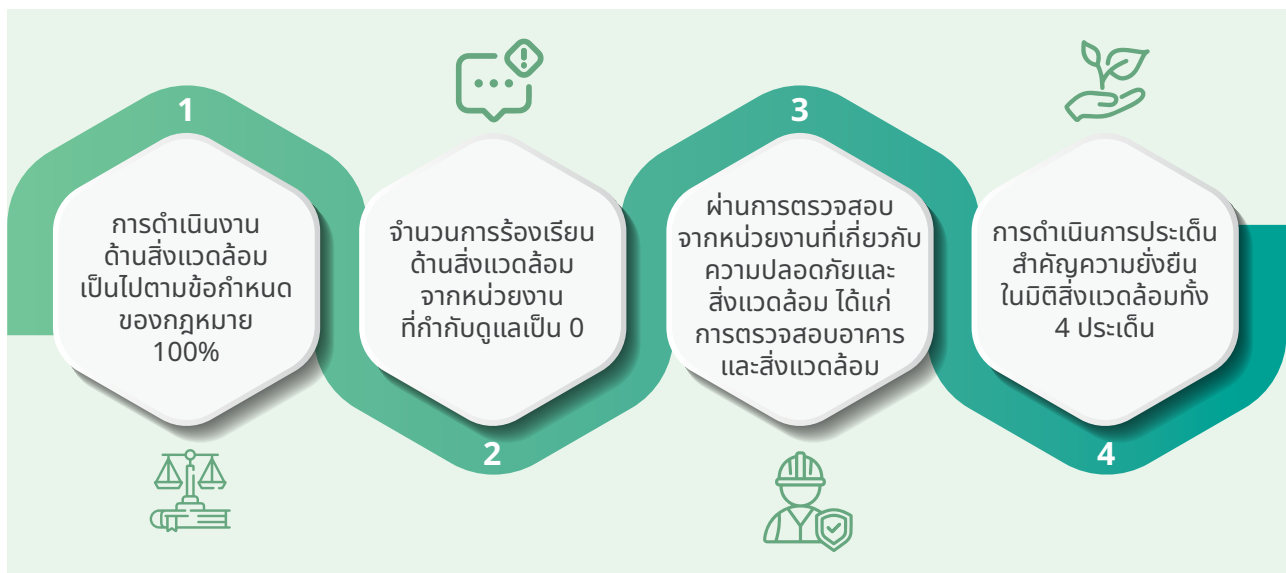 1
การดำเนินงาน
ด้านสิ่งแวดล้อม
เป็นไปตามข้อกำหนด
ของกฎหมาย
100%
จำนวนการร้องเรียน
ด้านสิ่งแวดล้อม
จากหน่วยงาน
ที่กำกับดูแลเป็น 0
2
3
ผ่านการตรวจสอบ
จากหน่วยงานที่เกี่ยวกับ
ความปลอดภัยและ
สิ่งแวดล้อม ได้แก่
การตรวจสอบอาคาร
และสิ่งแวดล้อม
การดำเนินการประเด็น
สำคัญความยั่งยืน
ในมิติสิ่งแวดล้อมทั้ง
4 ประเด็น
4